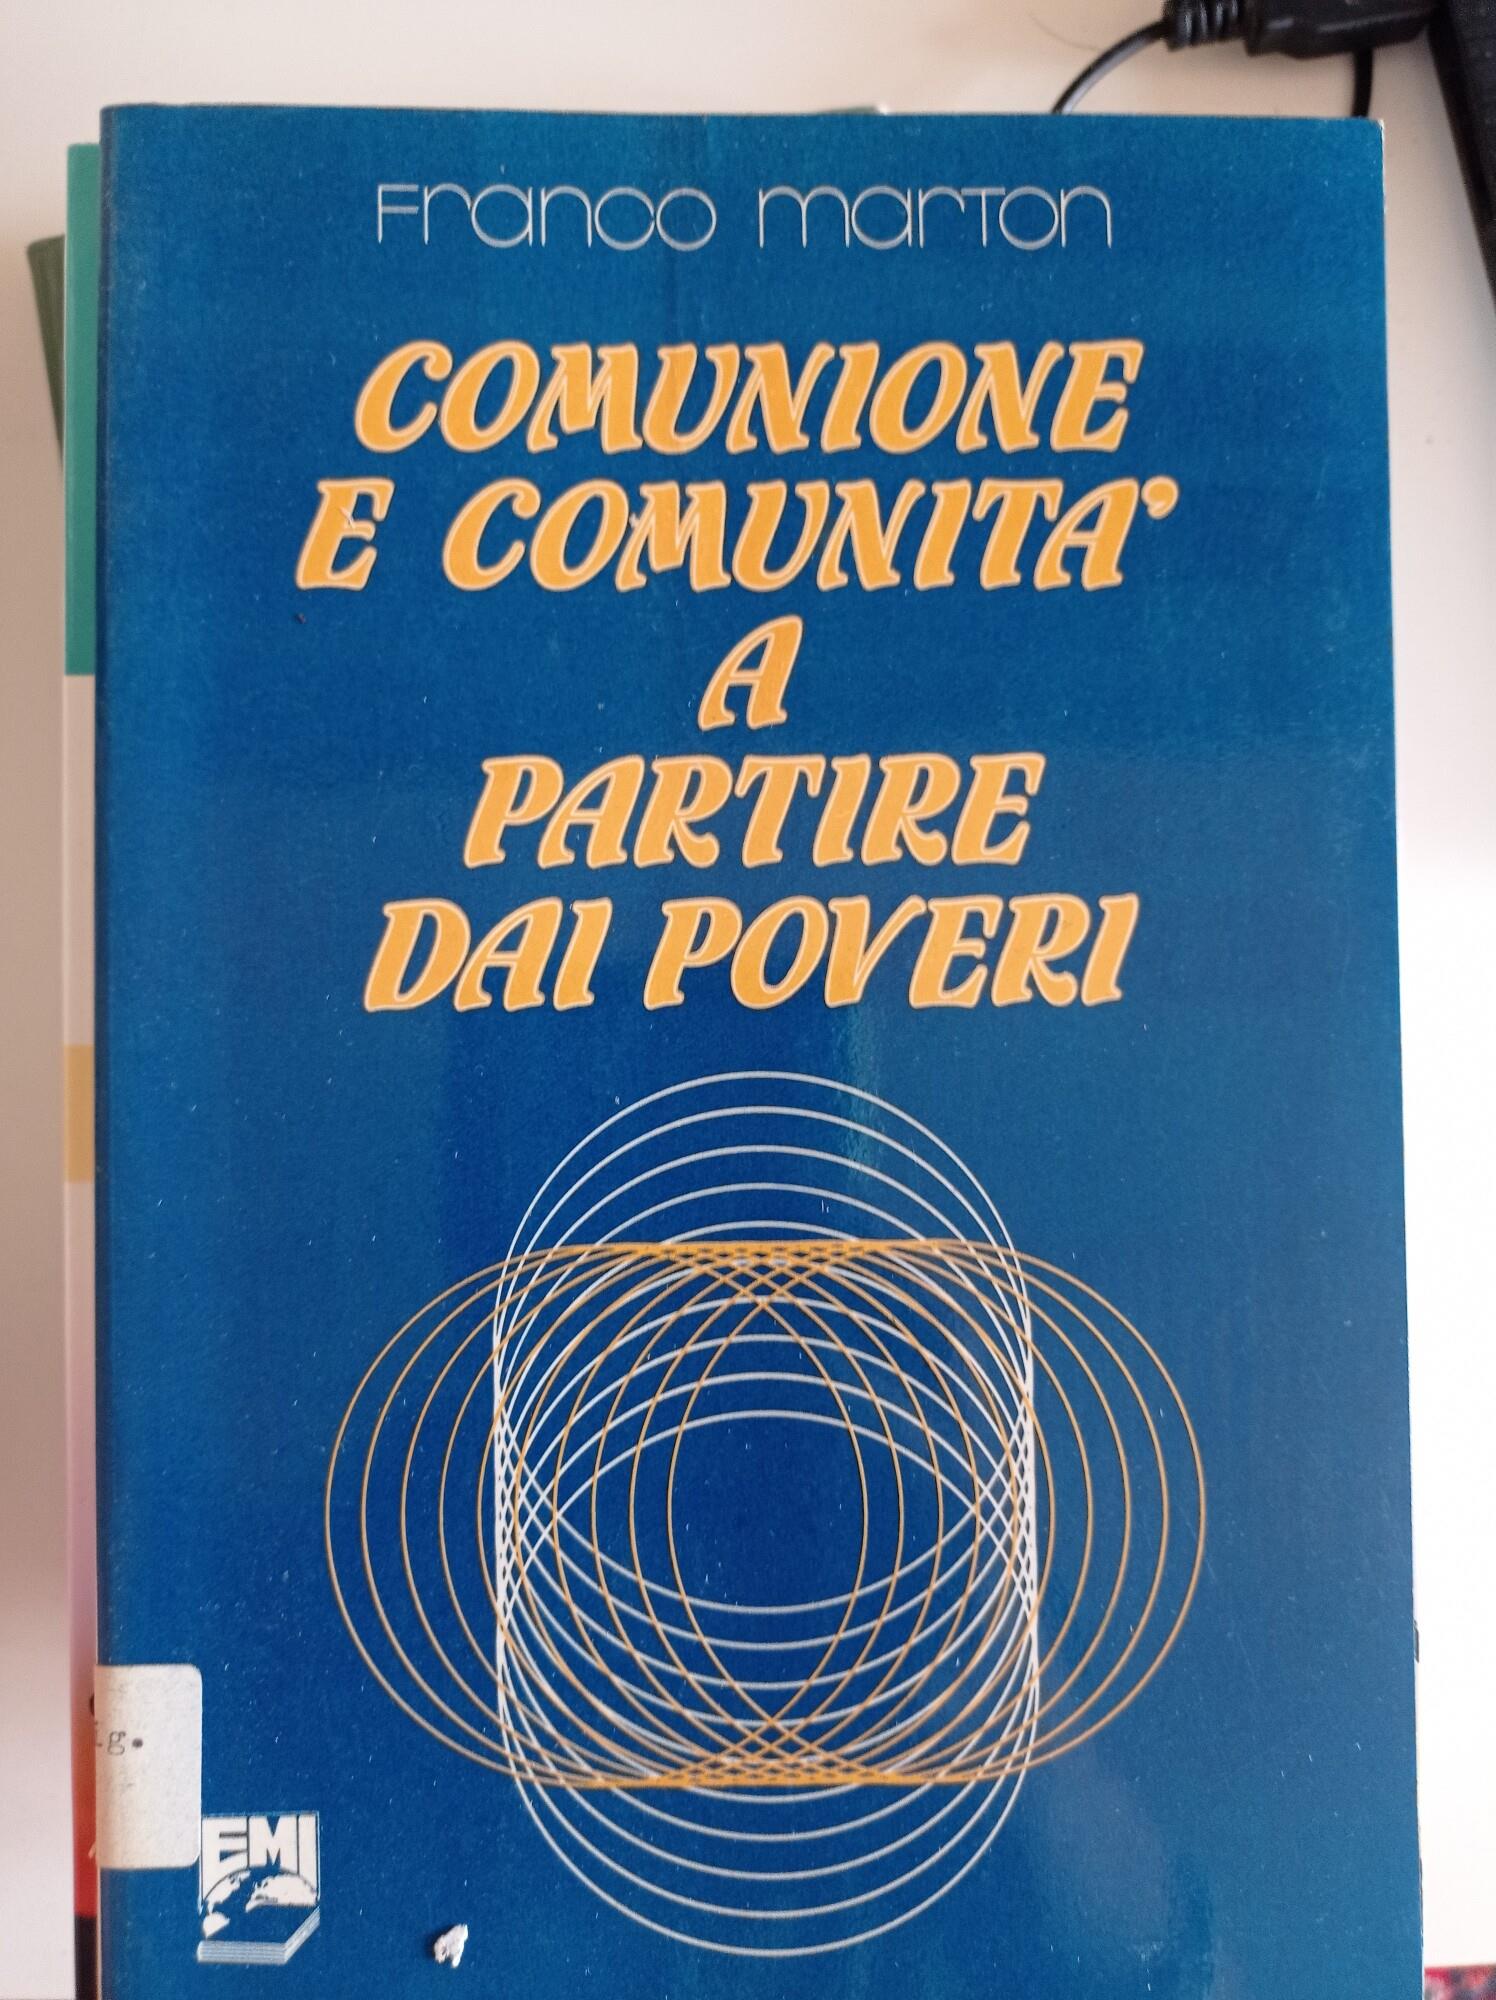 Franco marton
COMUNIONE
E COMUNITA'
A
PARTIRE
DAI POVERI
g.
EMI